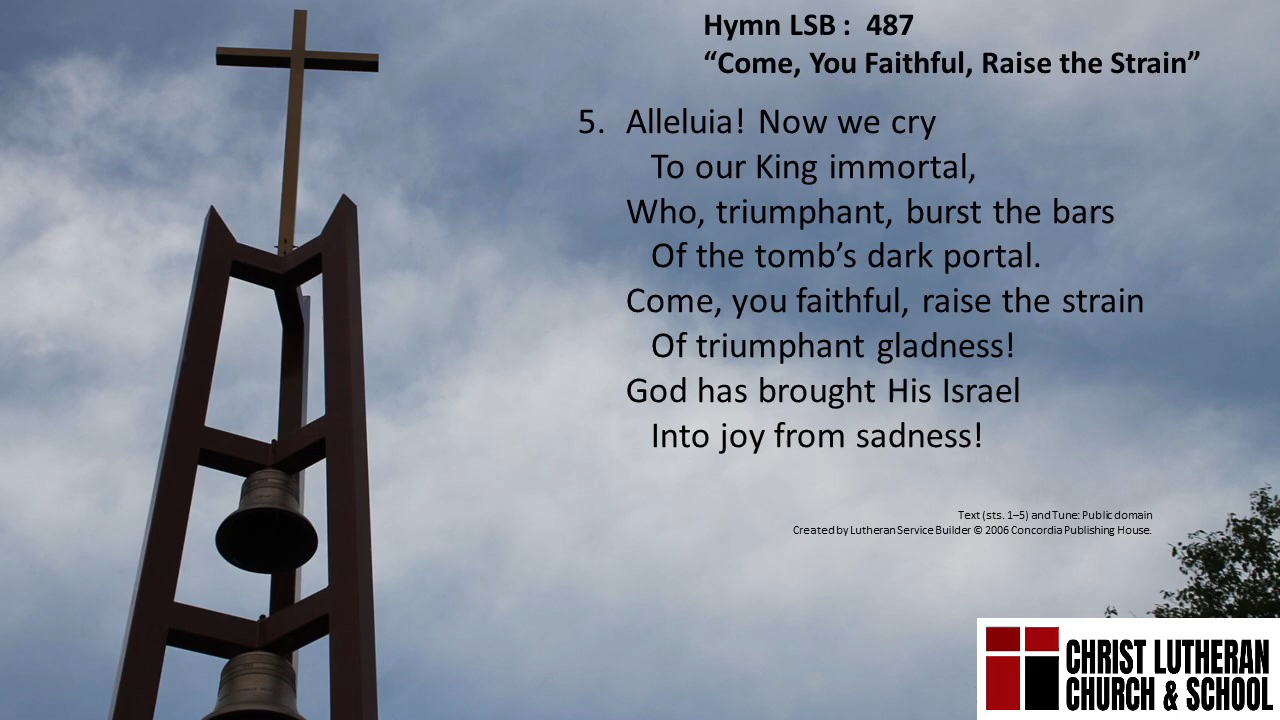 Hymn LSB :  487
“Come, You Faithful, Raise the Strain”
5. Alleluia! Now we cry
To our King immortal,
Who, triumphant, burst the bars
Of the tomb’s dark portal.
Come, you faithful, raise the strain
Of triumphant gladness!
God has brought His Israel
Into joy from sadness!
Text (sts. 1–5) and Tune: Public domain
Created by Lutheran Service Builder © 2006 Concordia Publishing House.
CHRIST LUTHERAN
CHURCH & SCHOOL